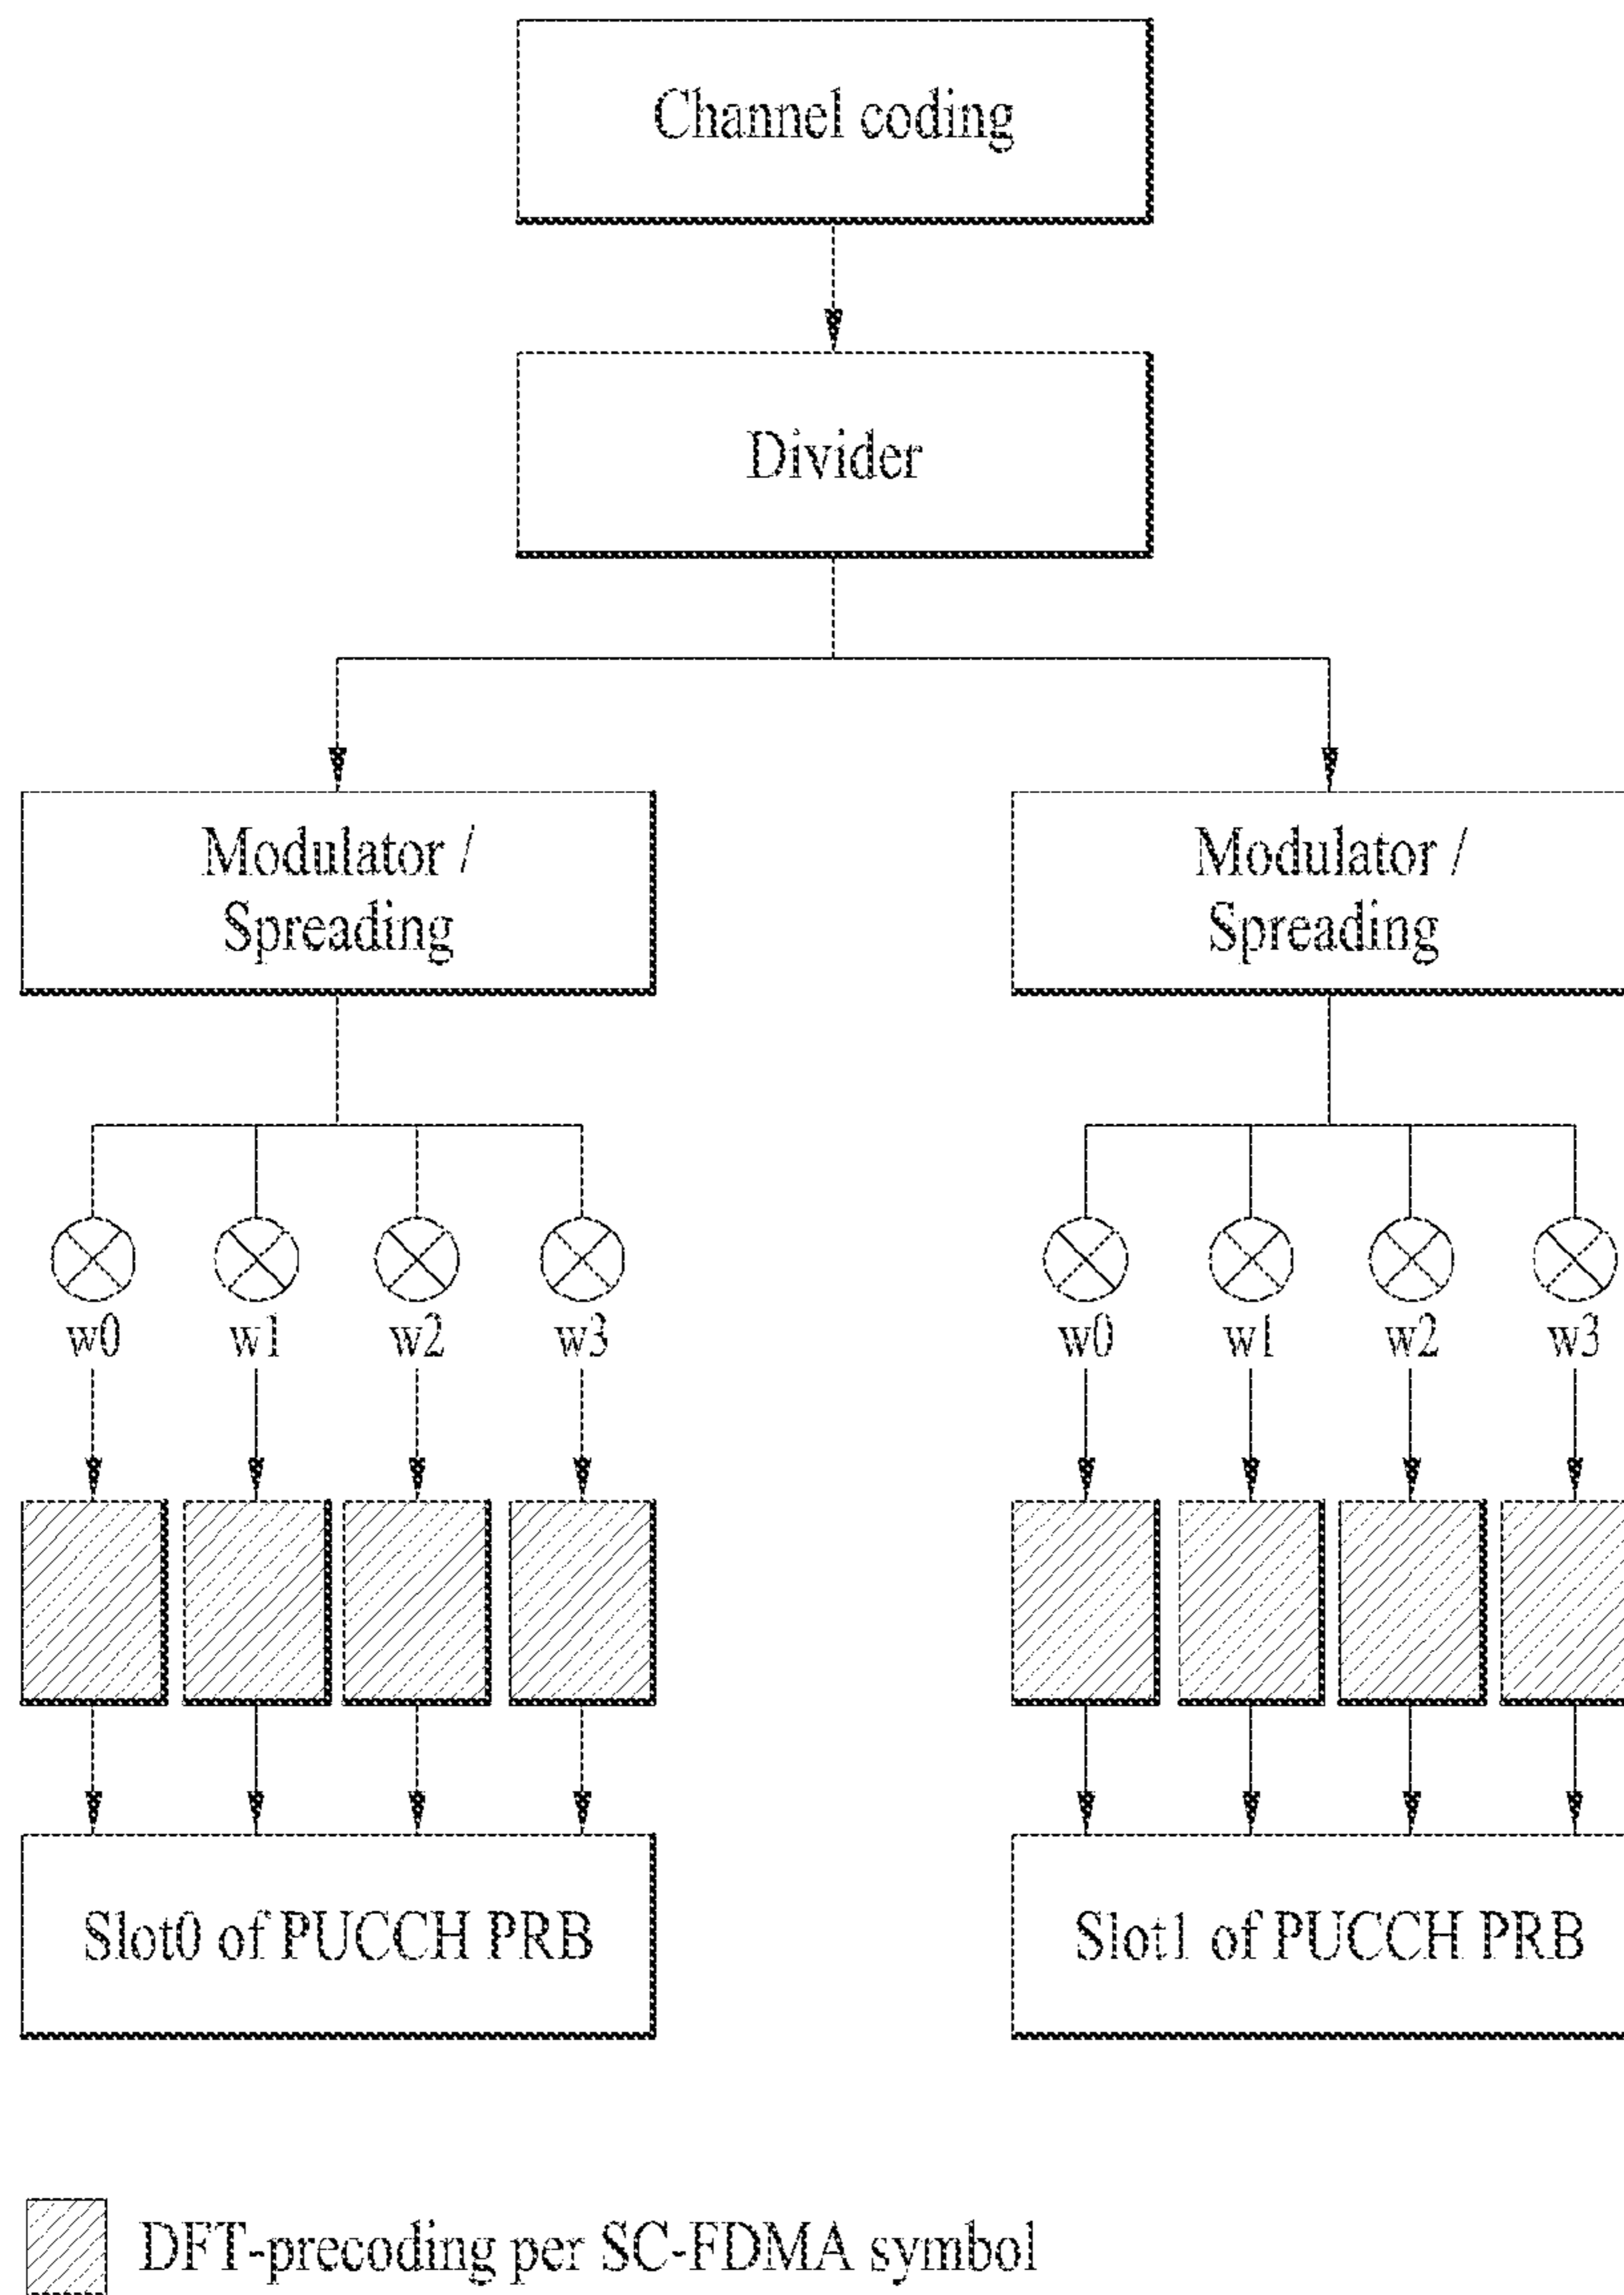 Channel coding
Divider
Modulator /
Spreading
Modulator /
Spreading
w0 w1 w2 w3
w0 w1 w2 w3
Slot0 of PUCCH PRB
Slot1 of PUCCH PRB
DFT-precoding per SC-FDMA symbol